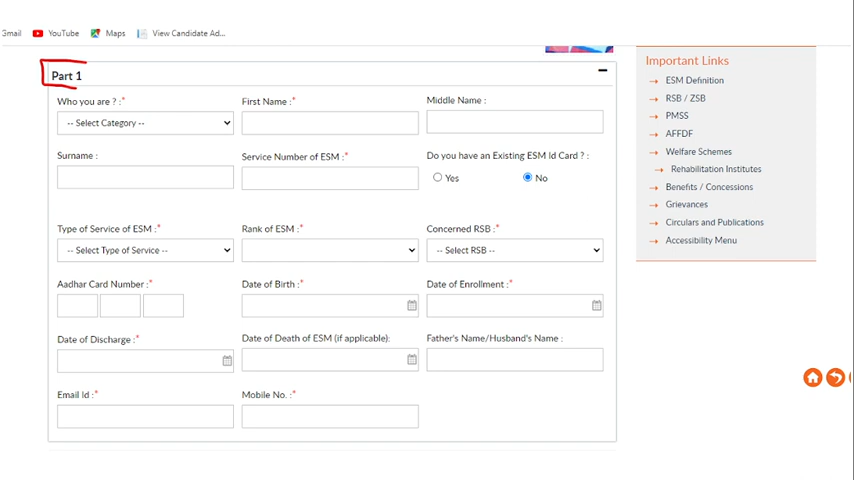 Gmail YouTube Maps View Candidate Ad...
Part 1
Who you are ? :* First Name :* Middle Name :
-- Select Category --
Surname : Service Number of ESM :* Do you have an Existing ESM Id Card ? :
Yes No
Type of Service of ESM :* Rank of ESM :* Concerned RSB :*
-- Select Type of Service -- -- Select RSB --
Aadhar Card Number :* Date of Birth :* Date of Enrollment :*
Date of Discharge :* Date of Death of ESM (if applicable): Father's Name/Husband's Name :
Email Id :* Mobile No. :*
Important Links
ESM Definition
RSB / ZSB
PMSS
AFFDF
Welfare Schemes
Rehabilitation Institutes
Benefits / Concessions
Grievances
Circulars and Publications
Accessibility Menu